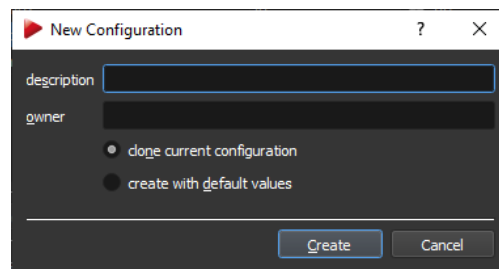 New Configuration ?
description
owner
clone current configuration
create with default values
Create Cancel